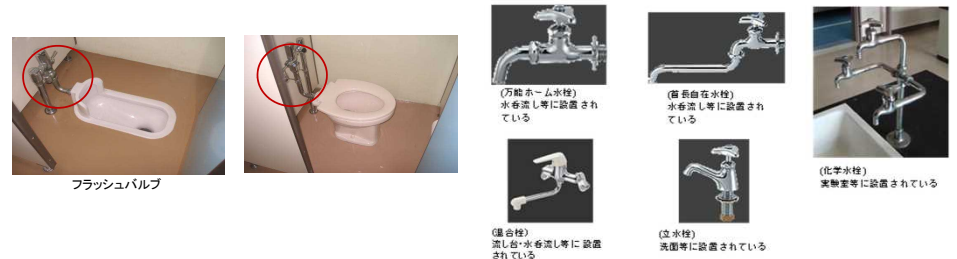 フラッシュバルブ
(万能ホーム水栓)
水呑流し等に設置され
ている
(首長自在水栓)
水呑流し等に設置され
ている
(化学水栓)
実験室等に設置されている
(混合栓)
流し台・水呑流し等に設置
されている
(立水栓)
洗面等に設置されている